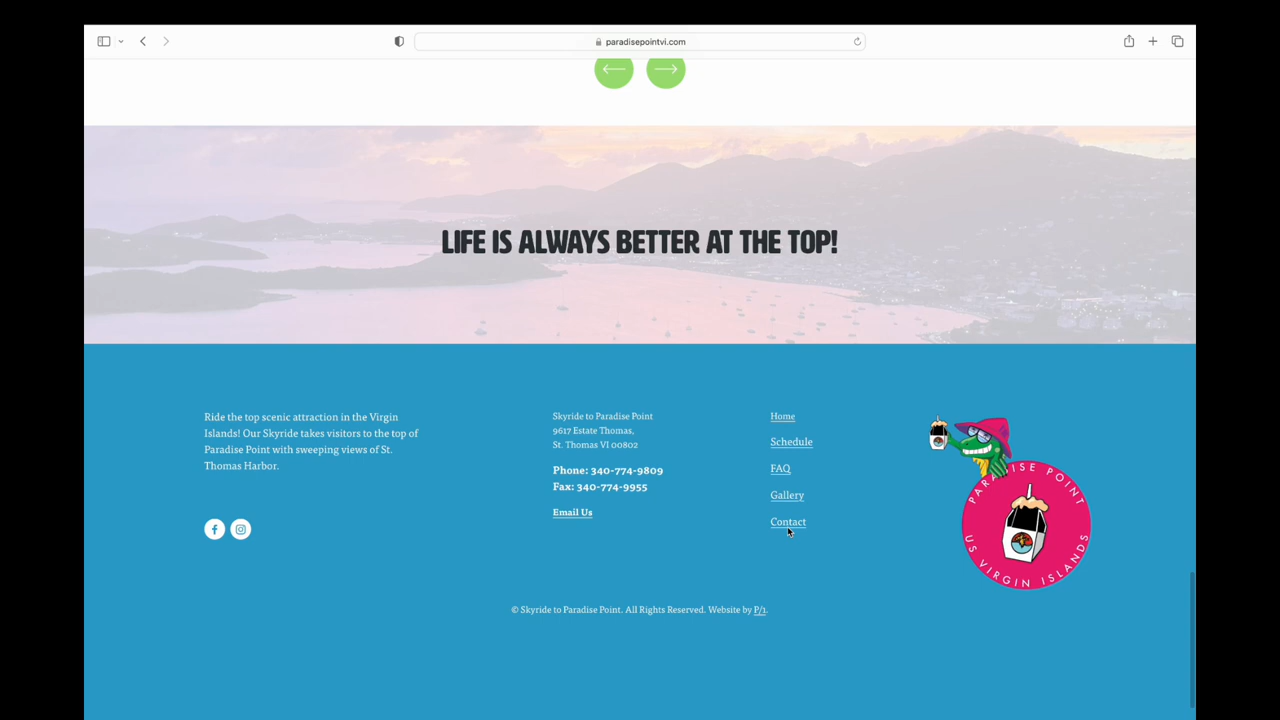 paradisepointvi.com
LIFE IS ALWAYS BETTER AT THE TOP!
Ride the top scenic attraction in the Virgin
Islands! Our Skyride takes visitors to the top of
Paradise Point with sweeping views of St.
Thomas Harbor.
Skyride to Paradise Point
9617 Estate Thomas,
St. Thomas VI 00802
Phone: 340-774-9809
Fax: 340-774-9955
Email Us
Home
Schedule
FAQ
Gallery
Contact
PARADISE POINT
US VIRGIN ISLANDS
© Skyride to Paradise Point. All Rights Reserved. Website by P/1.